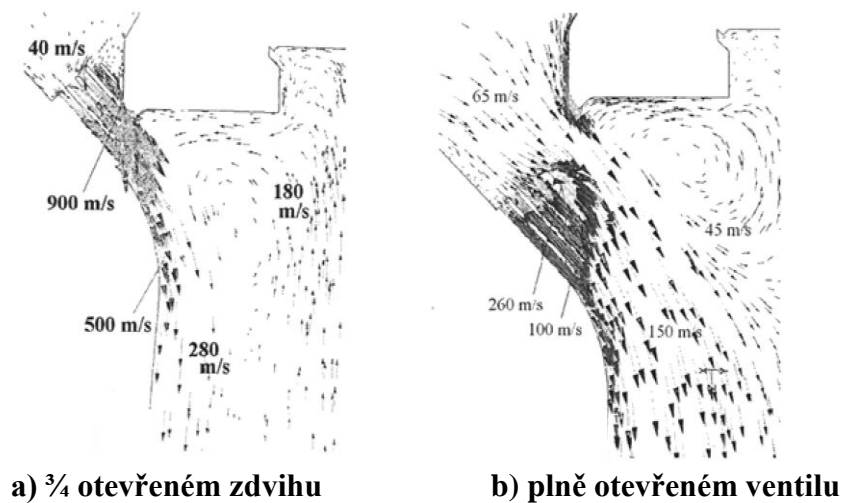 40 m/s
900 m/s
180
m/s
500 m/s
280
m/s
65 m/s
45 m/s
260 m/s
100 m/s
150 m/s
a) ¾ otevřeném zdvihu
b) plně otevřeném ventilu